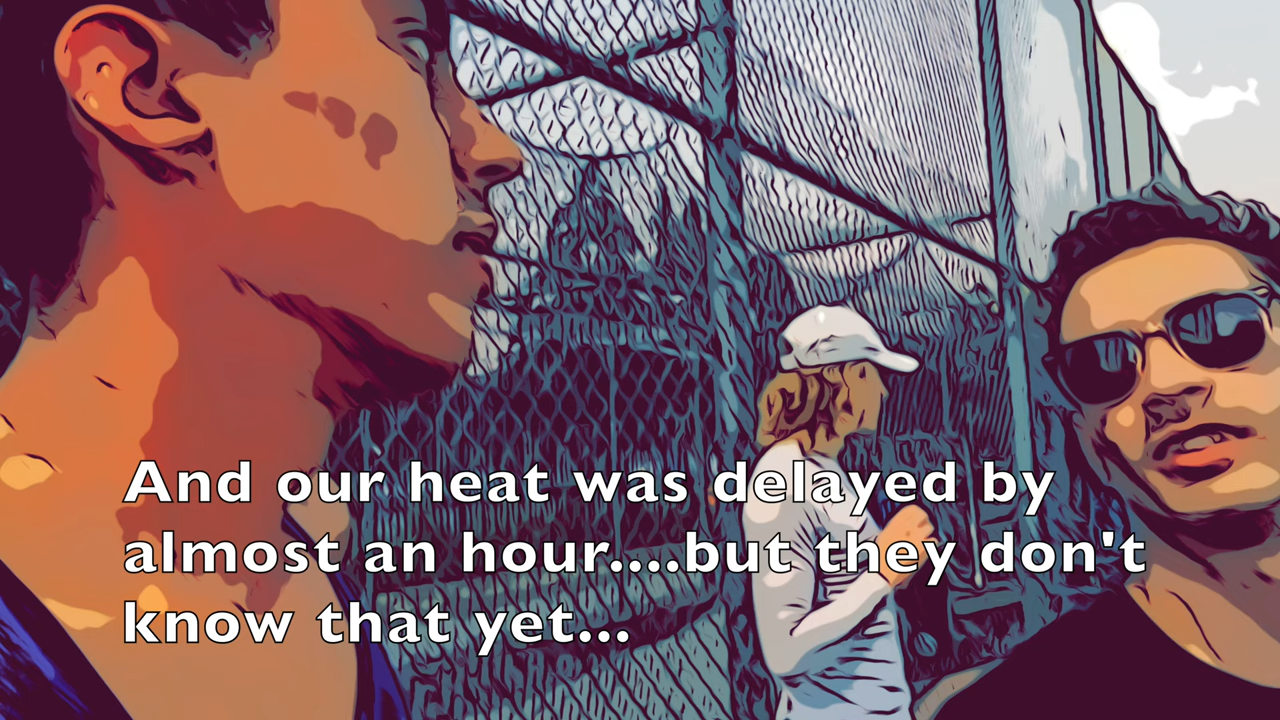 And our heat was delayed by
almost an hour....but they don't
know that yet...